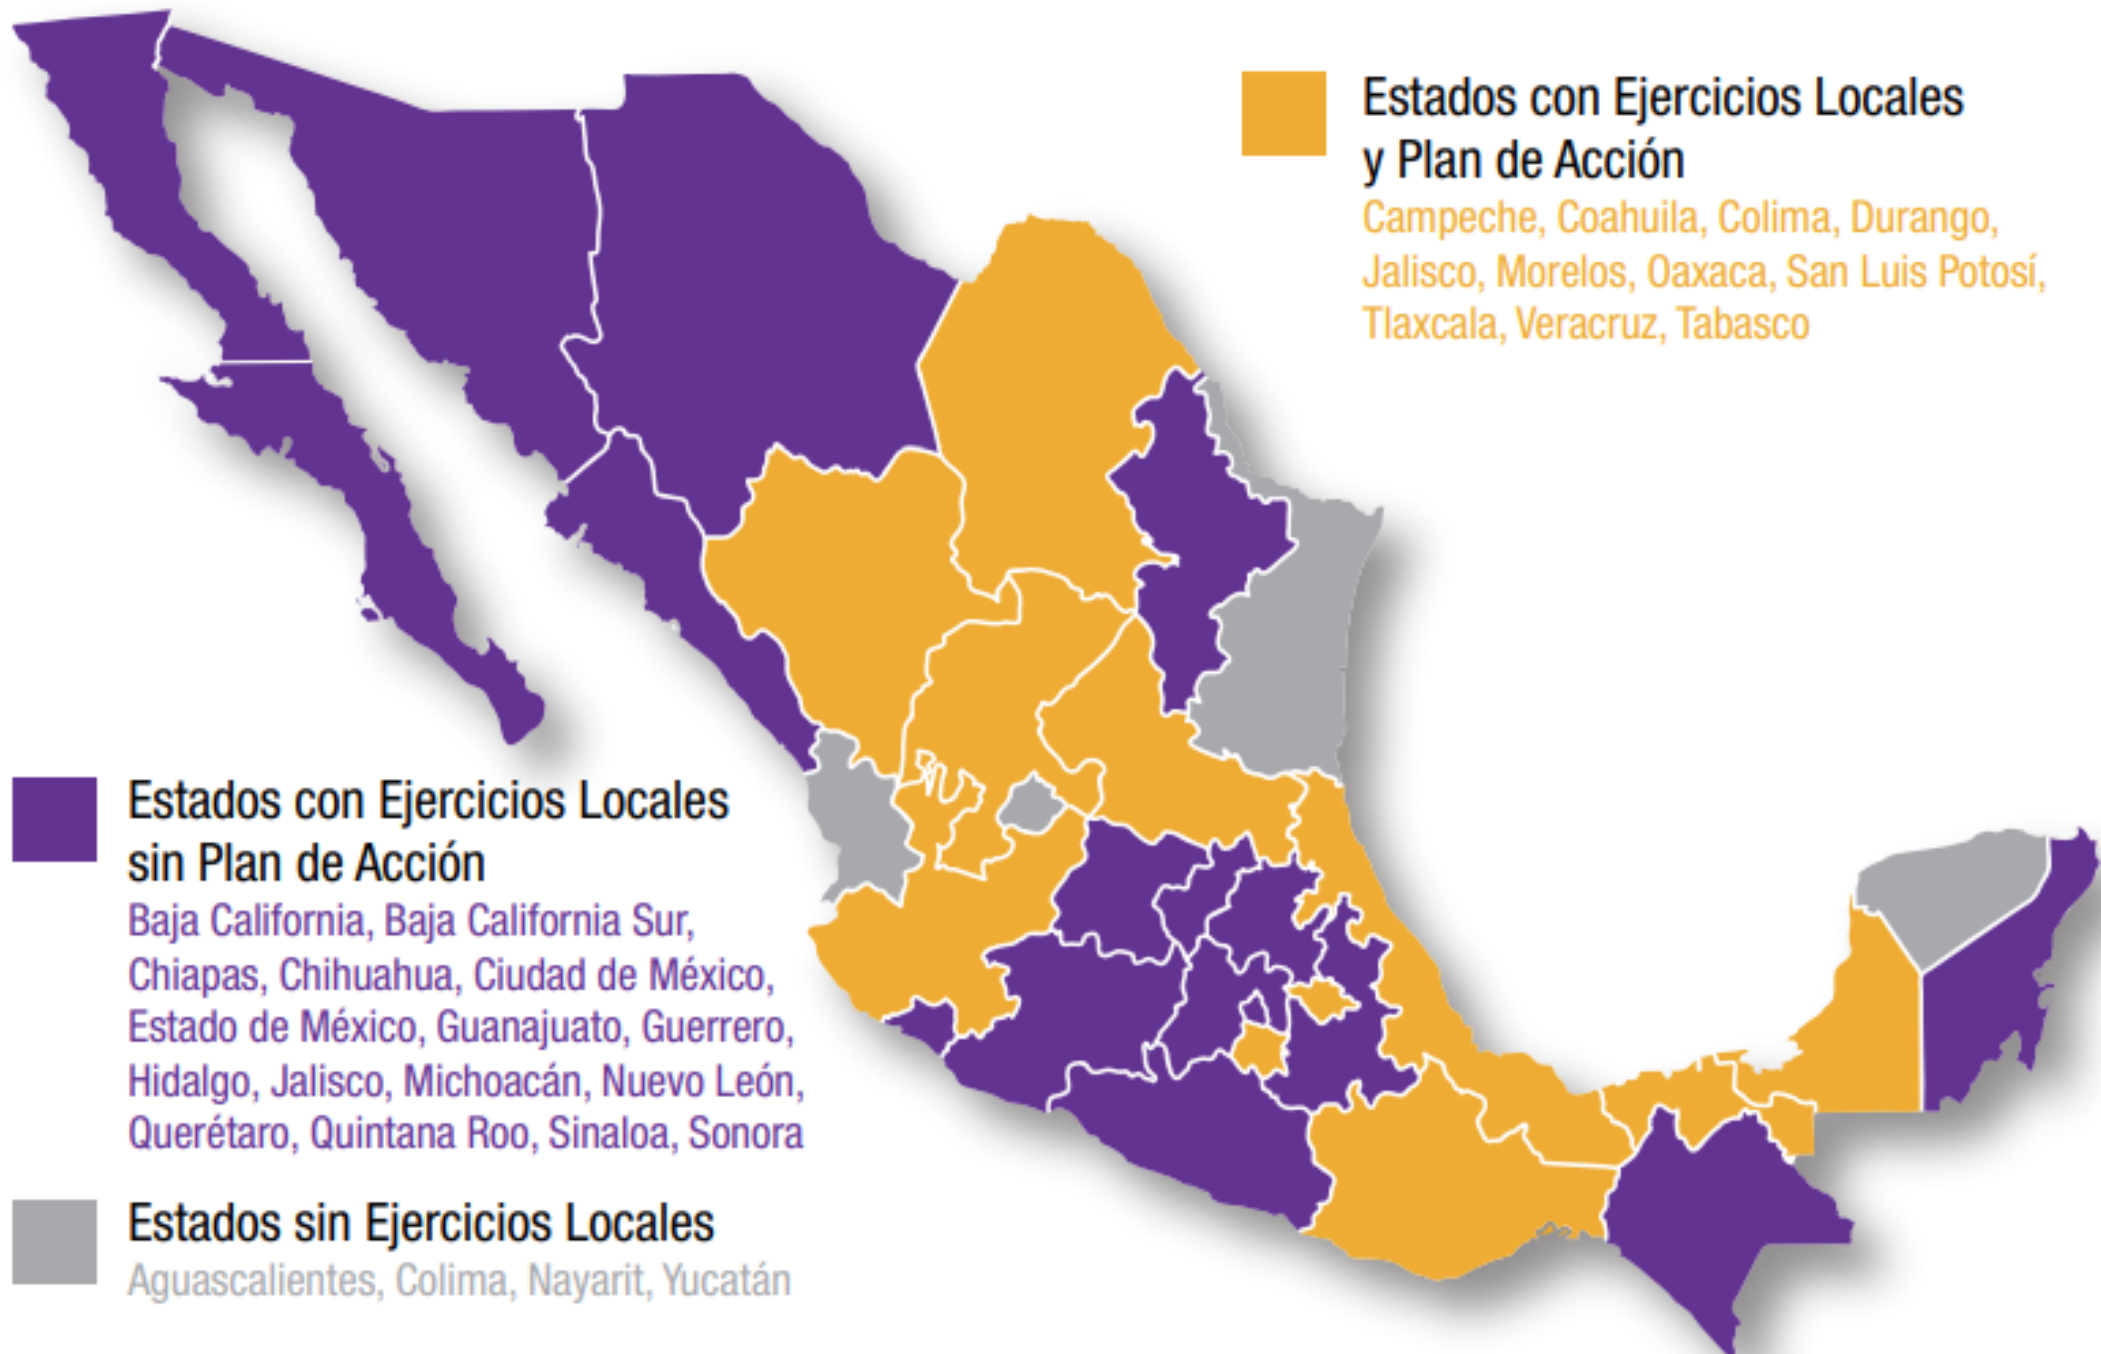 Estados con Ejercicios Locales
y Plan de Acción
Campeche, Coahuila, Colima, Durango,
Jalisco, Morelos, Oaxaca, San Luis Potosí,
Tlaxcala, Veracruz, Tabasco
Estados con Ejercicios Locales
sin Plan de Acción
Baja California, Baja California Sur,
Chiapas, Chihuahua, Ciudad de México,
Estado de México, Guanajuato, Guerrero,
Hidalgo, Jalisco, Michoacán, Nuevo León,
Querétaro, Quintana Roo, Sinaloa, Sonora
Estados sin Ejercicios Locales
Aguascalientes, Colima, Nayarit, Yucatán